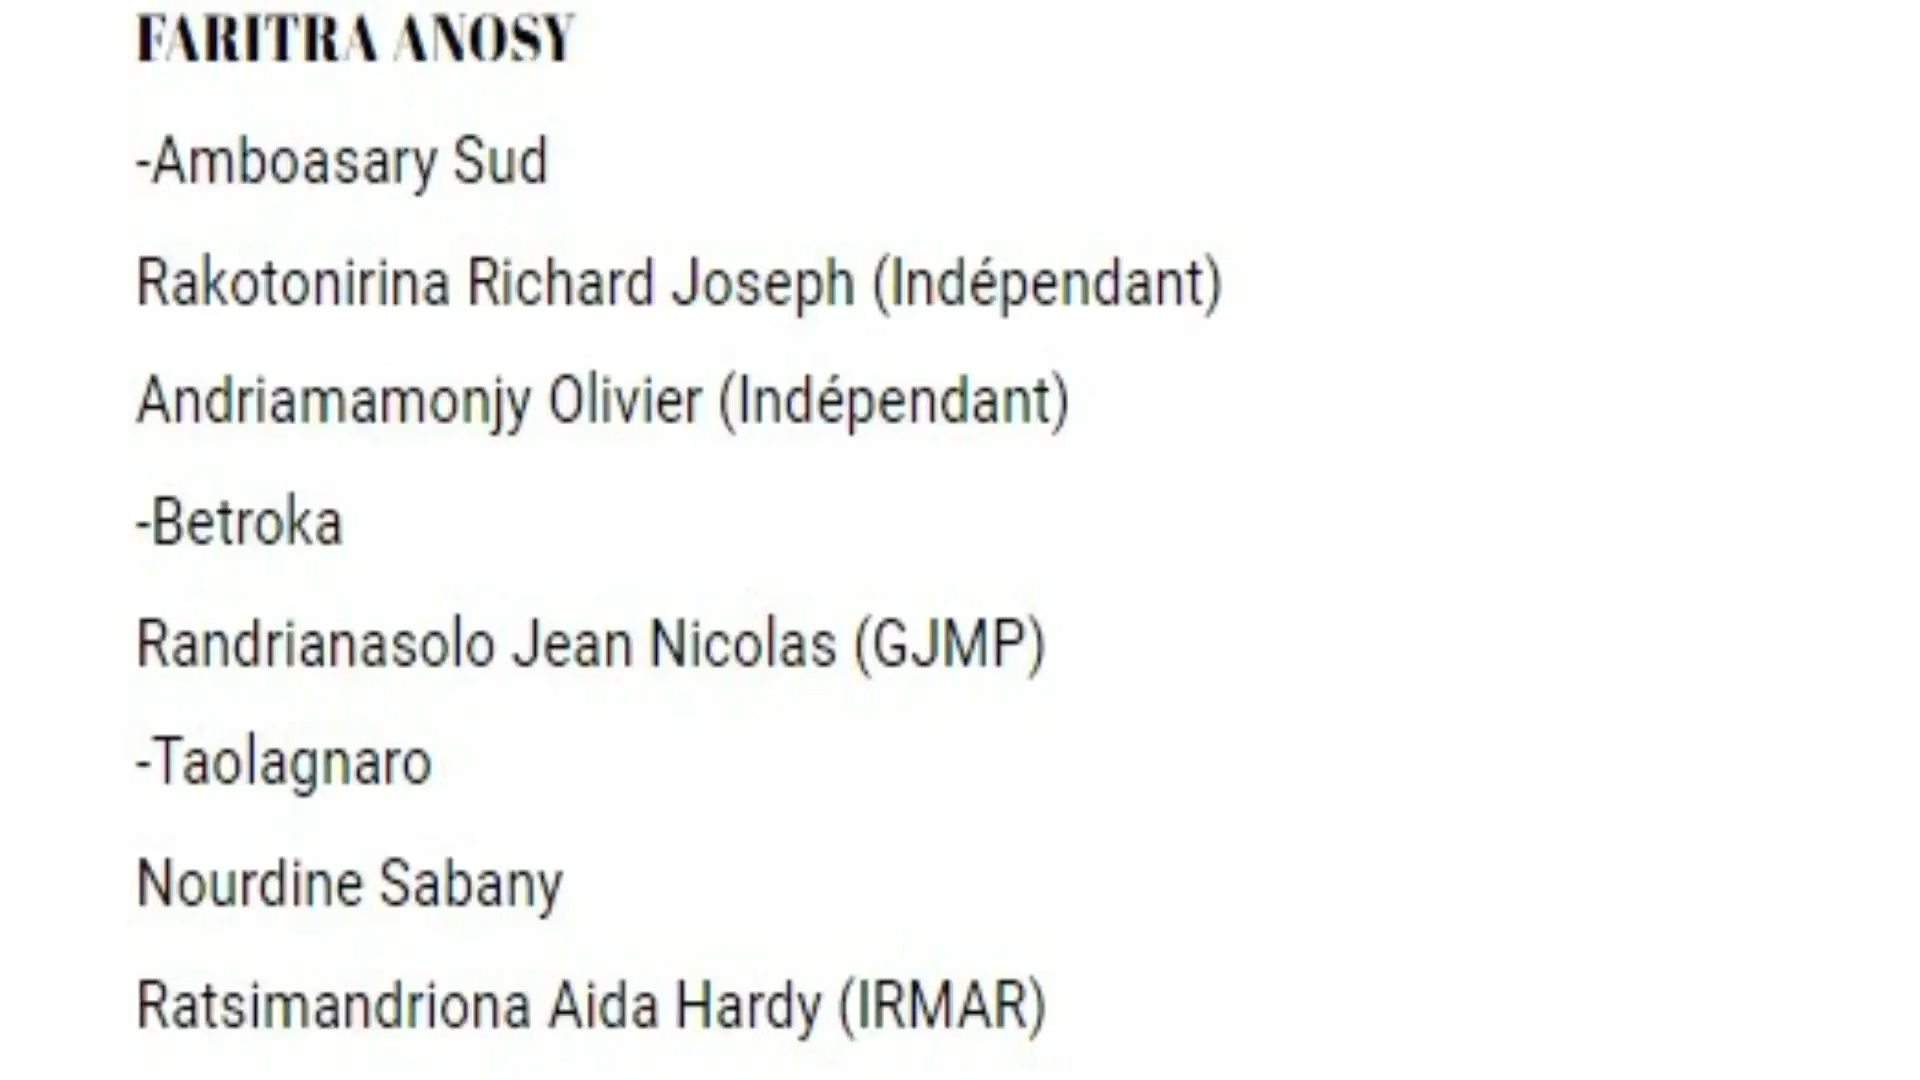 FARITRA ANOSY
-Amboasary Sud
Rakotonirina Richard Joseph (Indépendant)
Andriamamonjy Olivier (Indépendant)
-Betroka
Randrianasolo Jean Nicolas (GJMP)
-Taolagnaro
Nourdine Sabany
Ratsimandriona Aida Hardy (IRMAR)